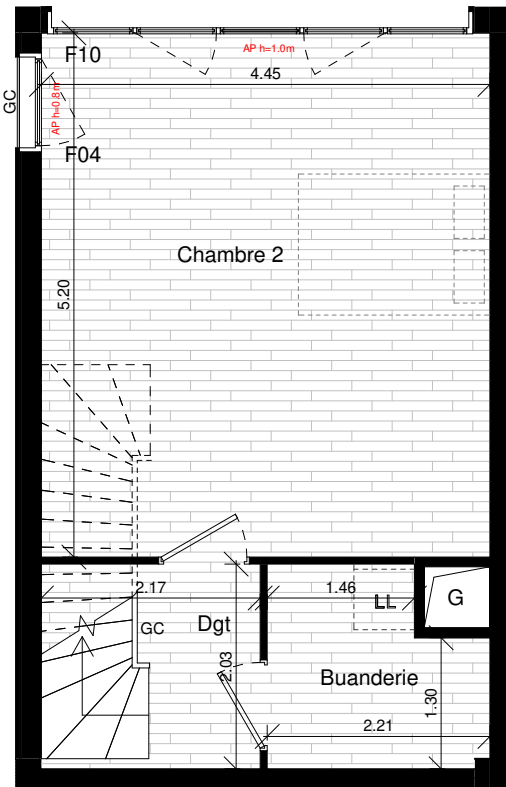 F10
AP h=1.0m
4.45
GC
AP h=0.8m
F04
Chambre 2
5.20
2.17
1.46
LL
G
GC
Dgt
2.03
Buanderie
1.30
2.21